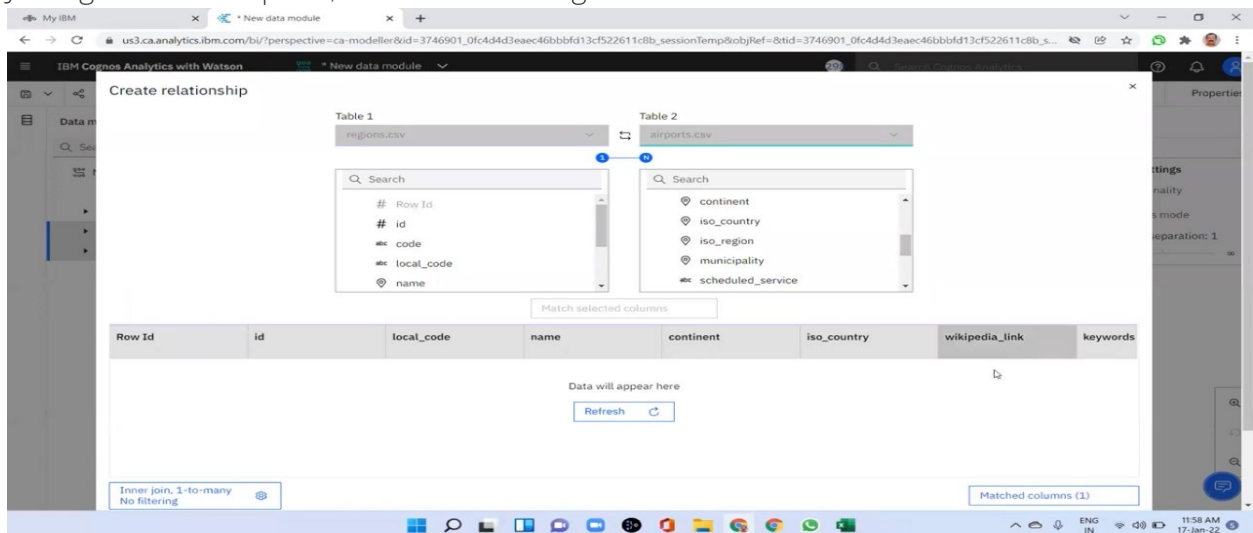 My IBM
* New data module
us3.ca.analytics.ibm.com/bi/?perspective=ca-modeller&id=3746901_0fc4d4d3eaec46bbbfd13cf522611c8b_sessionTemp&objRef=&tid=3746901_0fc4d4d3eaec46bbbfd13cf522611c8b_s...
IBM Cognos Analytics with Watson
* New data module
29
Search Cognos Analytics
Create relationship
Properties
Data m
Table 1
Table 2
regions.csv
airports.csv
1
N
Search
Search
# Row Id
# id
abc code
abc local_code
name
continent
iso_country
iso_region
municipality
abc scheduled_service
ttings
nality
s mode
eparation: 1
Match selected columns
Row Id id local_code name continent iso_country wikipedia_link keywords
Data will appear here
Refresh
Inner join, 1-to-many
No filtering
Matched columns (1)
ENG
IN
11:58 AM
17-Jan-22
5